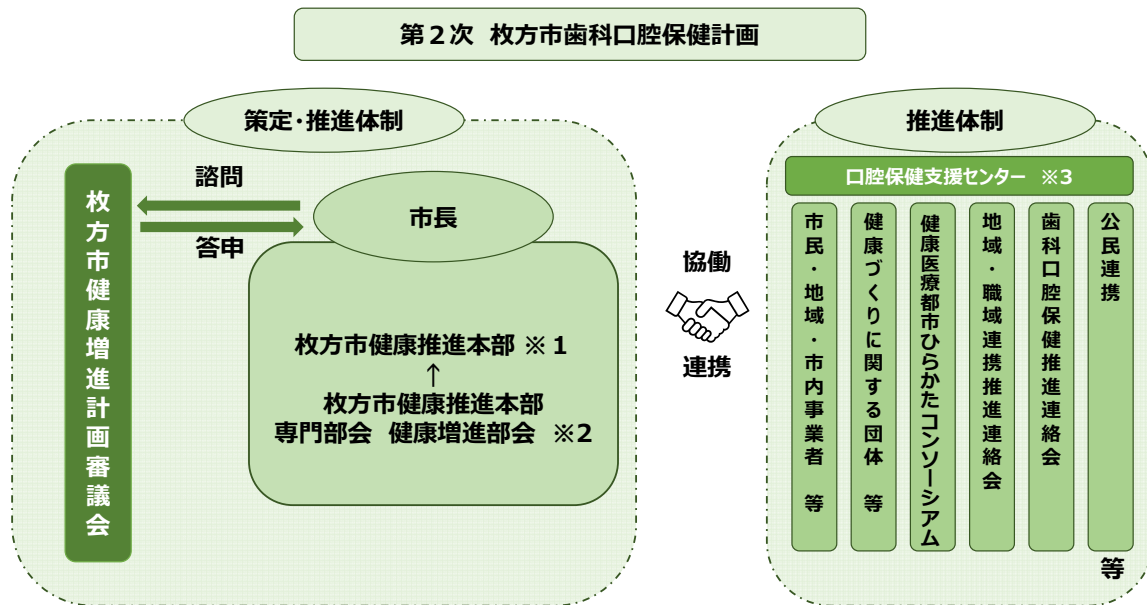 第２次 枚方市歯科口腔保健計画
策定・推進体制
諮問
答申
枚方市健康増進計画審議会
市長
枚方市健康推進本部 ※１
↑
枚方市健康推進本部
専門部会 健康増進部会 ※2
協働
連携
推進体制
口腔保健支援センター ※３
市民・地域・市内事業者 等
健康づくりに関する団体 等
健康医療都市ひらかたコンソーシアム
地域・職域連携推進連絡会
歯科口腔保健推進連絡会
公民連携
等